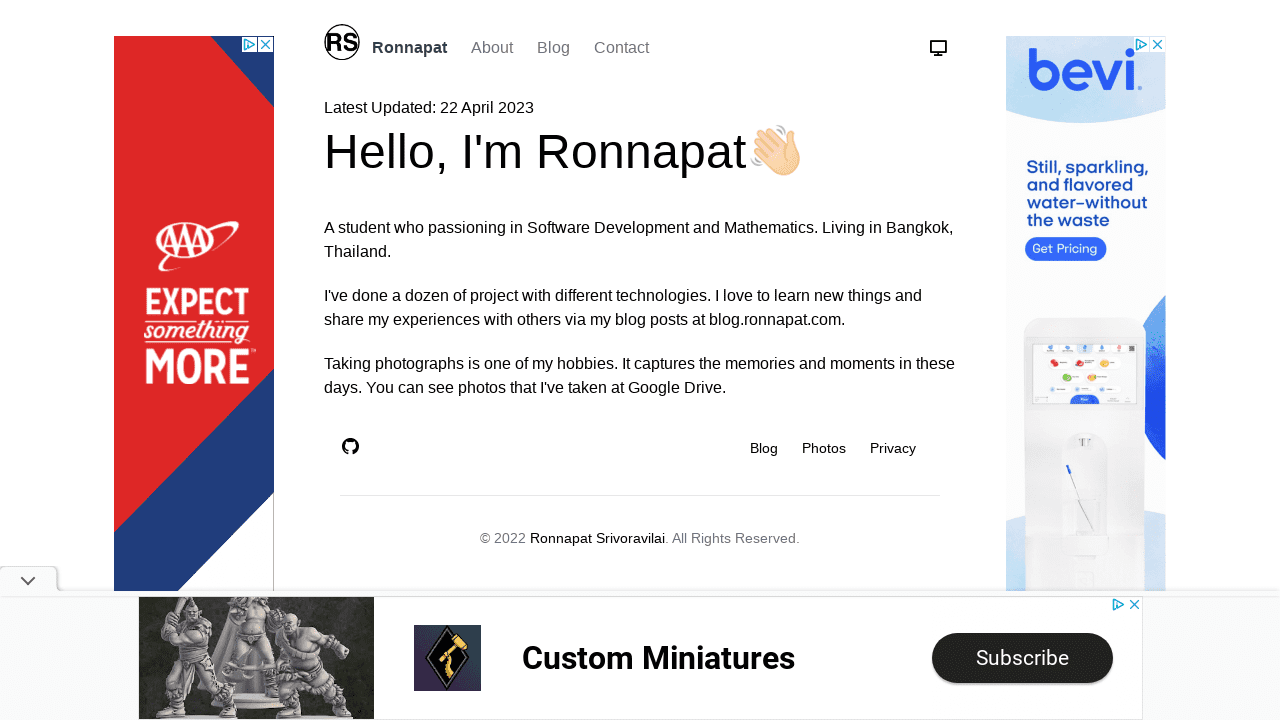 RS
Ronnapat About Blog Contact
Latest Updated: 22 April 2023
Hello, I'm Ronnapat👋🏻
A student who passioning in Software Development and Mathematics. Living in Bangkok,
Thailand.
I've done a dozen of project with different technologies. I love to learn new things and
share my experiences with others via my blog posts at blog.ronnapat.com.
Taking photographs is one of my hobbies. It captures the memories and moments in these
days. You can see photos that I've taken at Google Drive.
Blog Photos Privacy
© 2022 Ronnapat Srivoravilai. All Rights Reserved.
AAA
EXPECT
something
MORE
bevi.
Still, sparkling,
and flavored
water–without
the waste
Get Pricing
Custom Miniatures
Subscribe